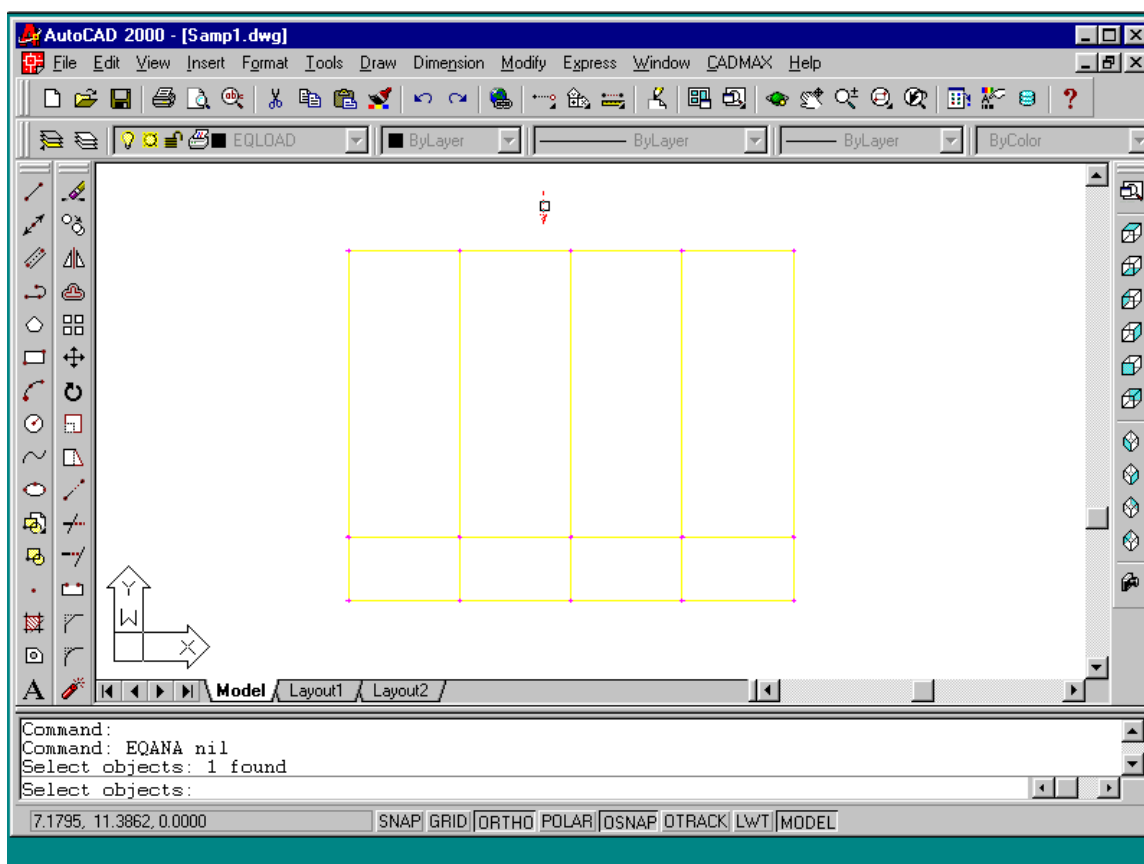 AutoCAD 2000 - [Samp1.dwg]
File Edit View Insert Format Tools Draw Dimension Modify Express Window CADMAX Help
EQLOAD ByLayer ByLayer ByLayer ByColor
Y
W
X
A
Model Layout1 Layout2
Command:
Command: EQANA nil
Select objects: 1 found
Select objects:
7.1795, 11.3862, 0.0000 SNAP GRID ORTHO POLAR OSNAP OTRACK LWT MODEL